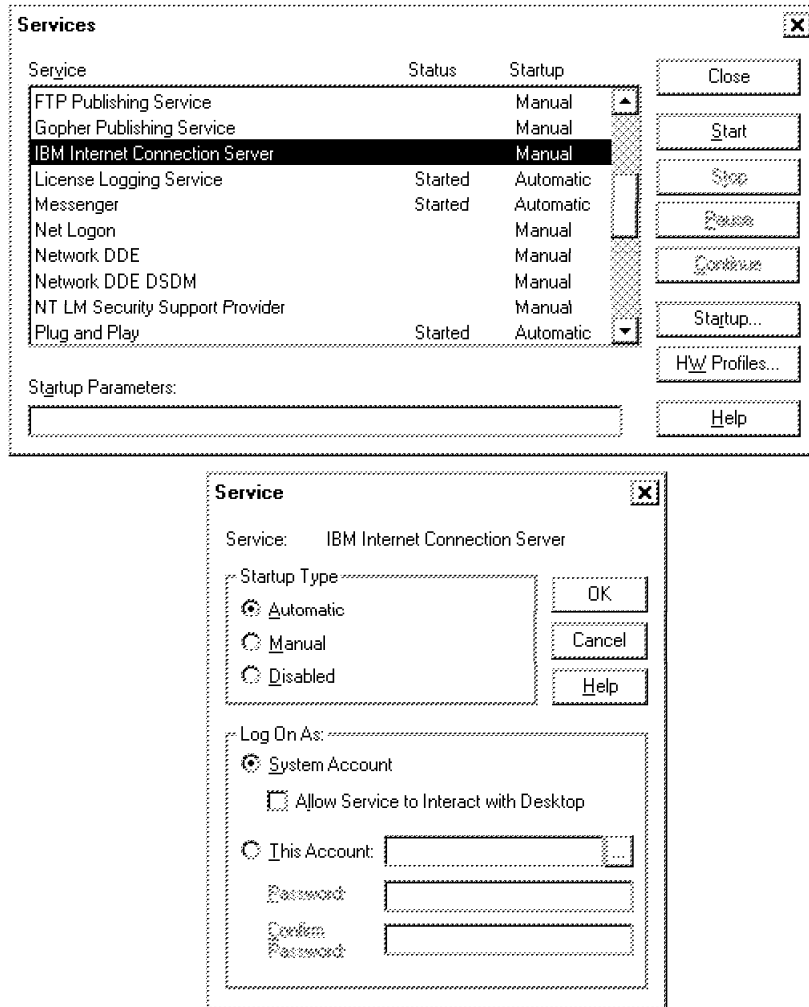 Services
Service Status Startup
FTP Publishing Service Manual
Gopher Publishing Service Manual
IBM Internet Connection Server Manual
License Logging Service Started Automatic
Messenger Started Automatic
Net Logon Manual
Network DDE Manual
Network DDE DSDM Manual
NT LM Security Support Provider Manual
Plug and Play Started Automatic
Startup Parameters:
Close
Start
Stop
Pause
Continue
Startup...
HW Profiles...
Help
Service
Service: IBM Internet Connection Server
Startup Type
Automatic
Manual
Disabled
OK
Cancel
Help
Log On As:
System Account
Allow Service to Interact with Desktop
This Account: ...
Password:
Confirm
Password: